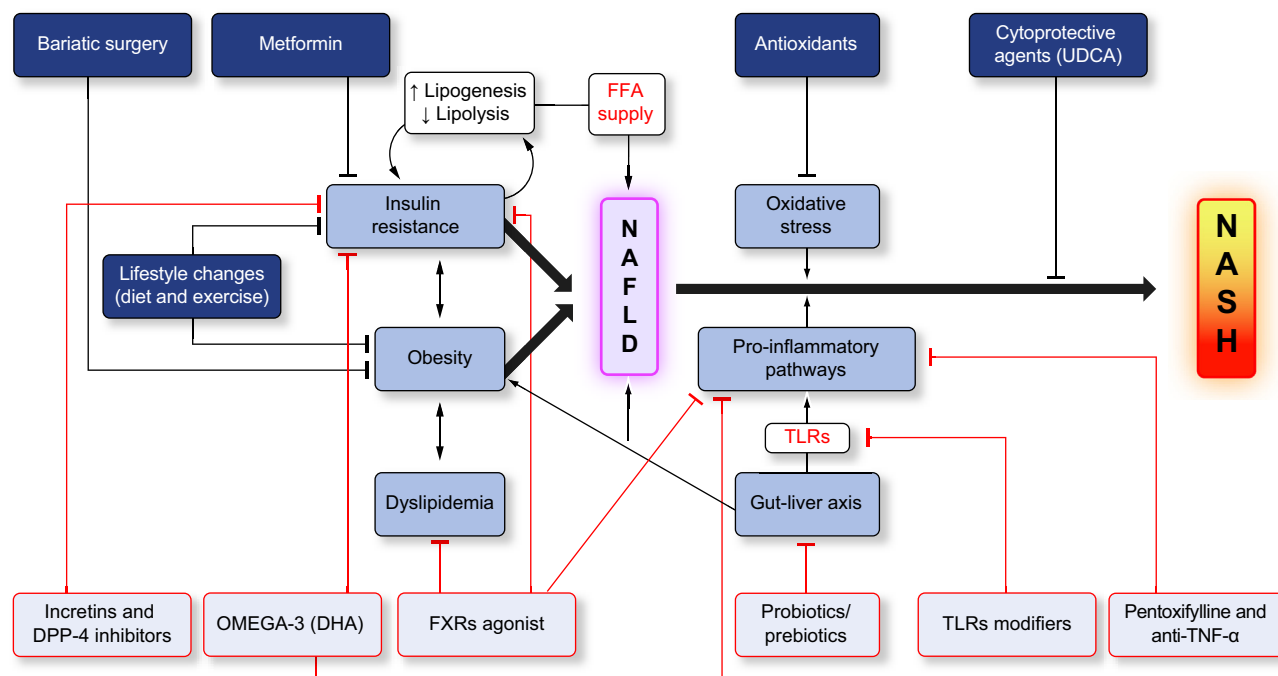 Bariatic surgery
Metformin
Antioxidants
Cytoprotective
agents (UDCA)
↑ Lipogenesis
↓ Lipolysis
FFA
supply
Insulin
resistance
N
A
F
L
D
Oxidative
stress
N
A
S
H
Lifestyle changes
(diet and exercise)
Obesity
Pro-inflammatory
pathways
TLRs
Dyslipidemia
Gut-liver axis
Incretins and
DPP-4 inhibitors
OMEGA-3 (DHA)
FXRs agonist
Probiotics/
prebiotics
TLRs modifiers
Pentoxifylline and
anti-TNF-α